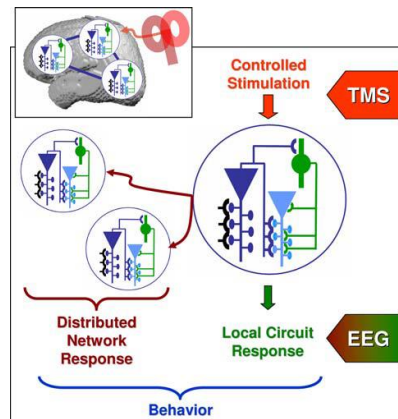 Controlled
Stimulation
TMS
Distributed
Network
Response
Local Circuit
Response
EEG
Behavior